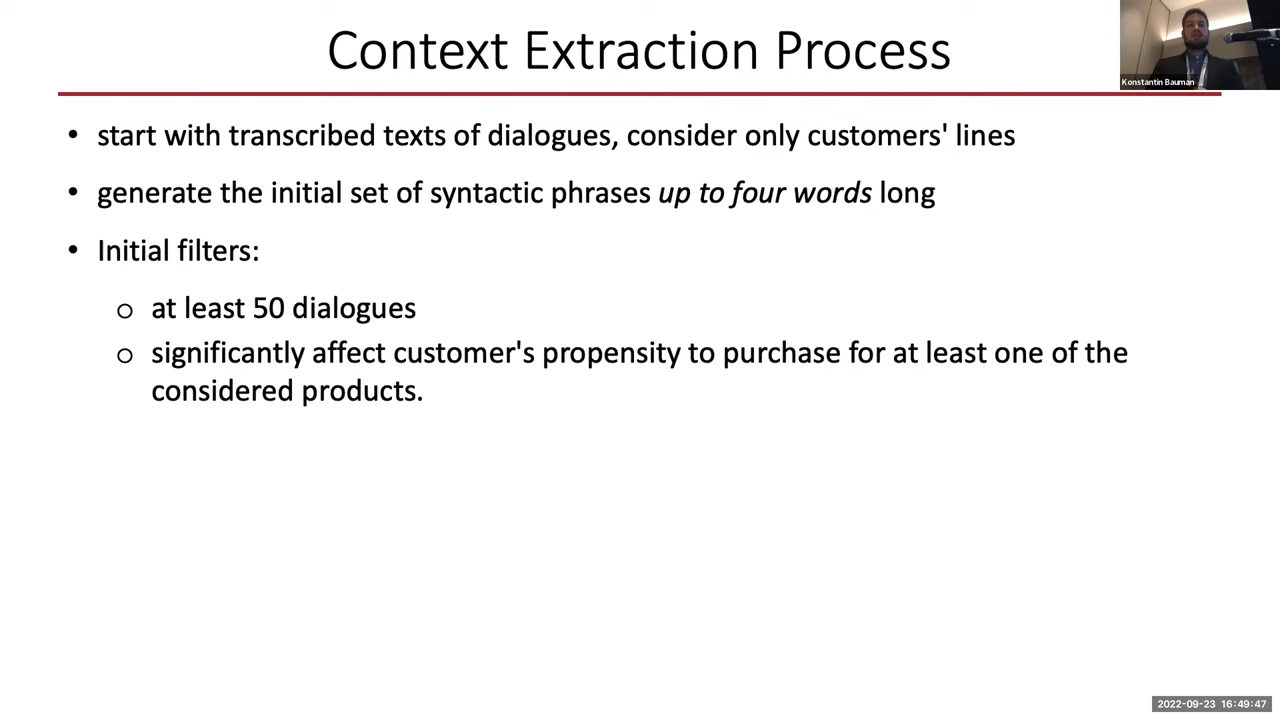 Context Extraction Process
Konstantin Bauman
• start with transcribed texts of dialogues, consider only customers' lines
• generate the initial set of syntactic phrases up to four words long
• Initial filters:
o at least 50 dialogues
o significantly affect customer's propensity to purchase for at least one of the
considered products.
2022-09-23 16:49:47